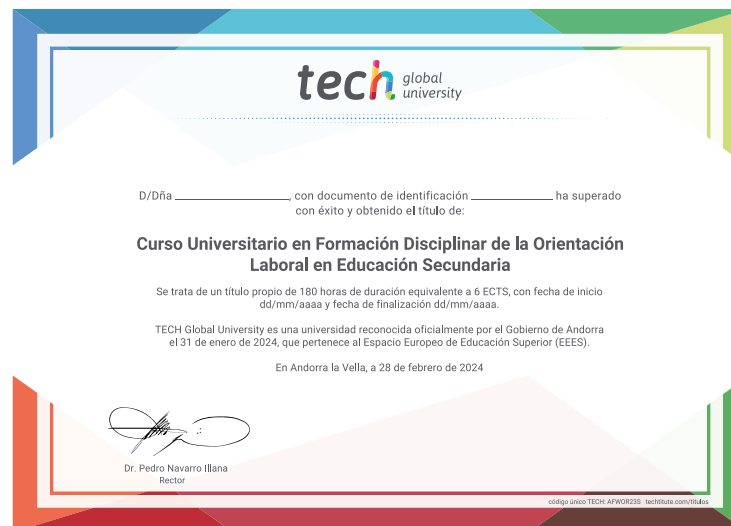 tech global
university
D/Dña ______________, con documento de identificación __________ ha superado
con éxito y obtenido el título de:
Curso Universitario en Formación Disciplinar de la Orientación
Laboral en Educación Secundaria
Se trata de un título propio de 180 horas de duración equivalente a 6 ECTS, con fecha de inicio
dd/mm/aaaa y fecha de finalización dd/mm/aaaa.
TECH Global University es una universidad reconocida oficialmente por el Gobierno de Andorra
el 31 de enero de 2024, que pertenece al Espacio Europeo de Educación Superior (EEES).
En Andorra la Vella, a 28 de febrero de 2024
Dr. Pedro Navarro Illana
Rector
código único TECH: AFWOR23S techtitute.com/titulos